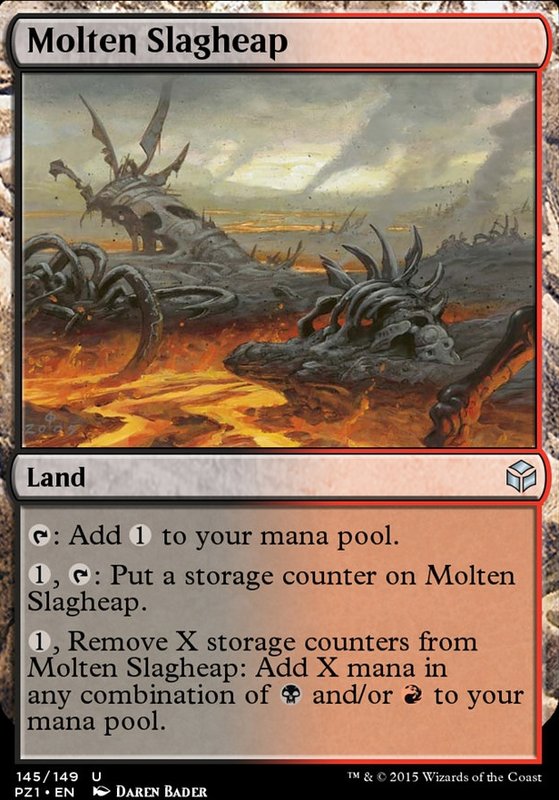 Molten Slagheap
Land
: Add 1 to your mana pool.
1, : Put a storage counter on Molten
Slagheap.
1, Remove X storage counters from
Molten Slagheap: Add X mana in
any combination of and/or to your
mana pool.
145/149 U
PZ1 • EN DAREN BADER
™ & © 2015 Wizards of the Coast